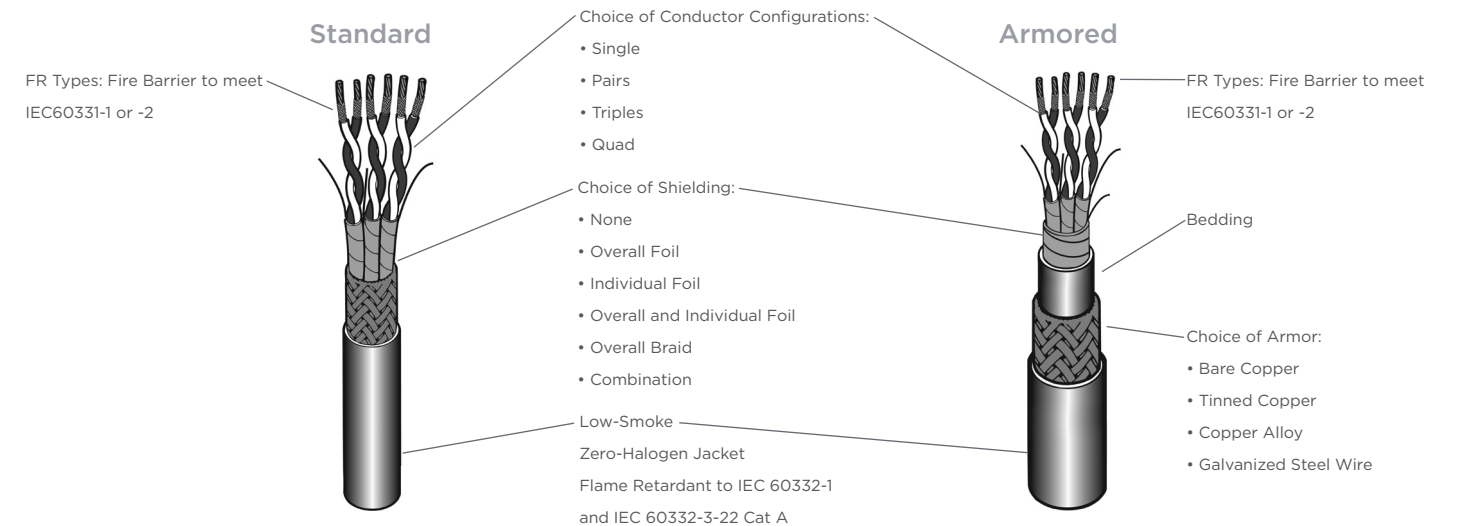 Standard
FR Types: Fire Barrier to meet
IEC60331-1 or -2
Choice of Conductor Configurations:
• Single
• Pairs
• Triples
• Quad
Choice of Shielding:
• None
• Overall Foil
• Individual Foil
• Overall and Individual Foil
• Overall Braid
• Combination
Low-Smoke
Zero-Halogen Jacket
Flame Retardant to IEC 60332-1
and IEC 60332-3-22 Cat A
Armored
FR Types: Fire Barrier to meet
IEC60331-1 or -2
Bedding
Choice of Armor:
• Bare Copper
• Tinned Copper
• Copper Alloy
• Galvanized Steel Wire